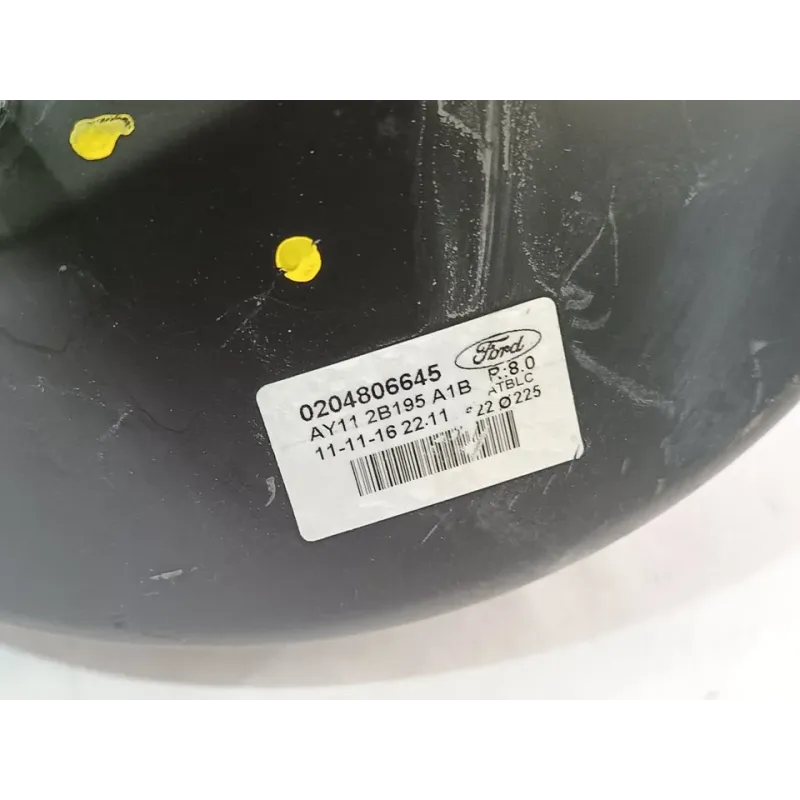 Ford
0204806645 R:8.0
AY11 2B195 A1B ATBLC
11-11-16 22:11 Ø225